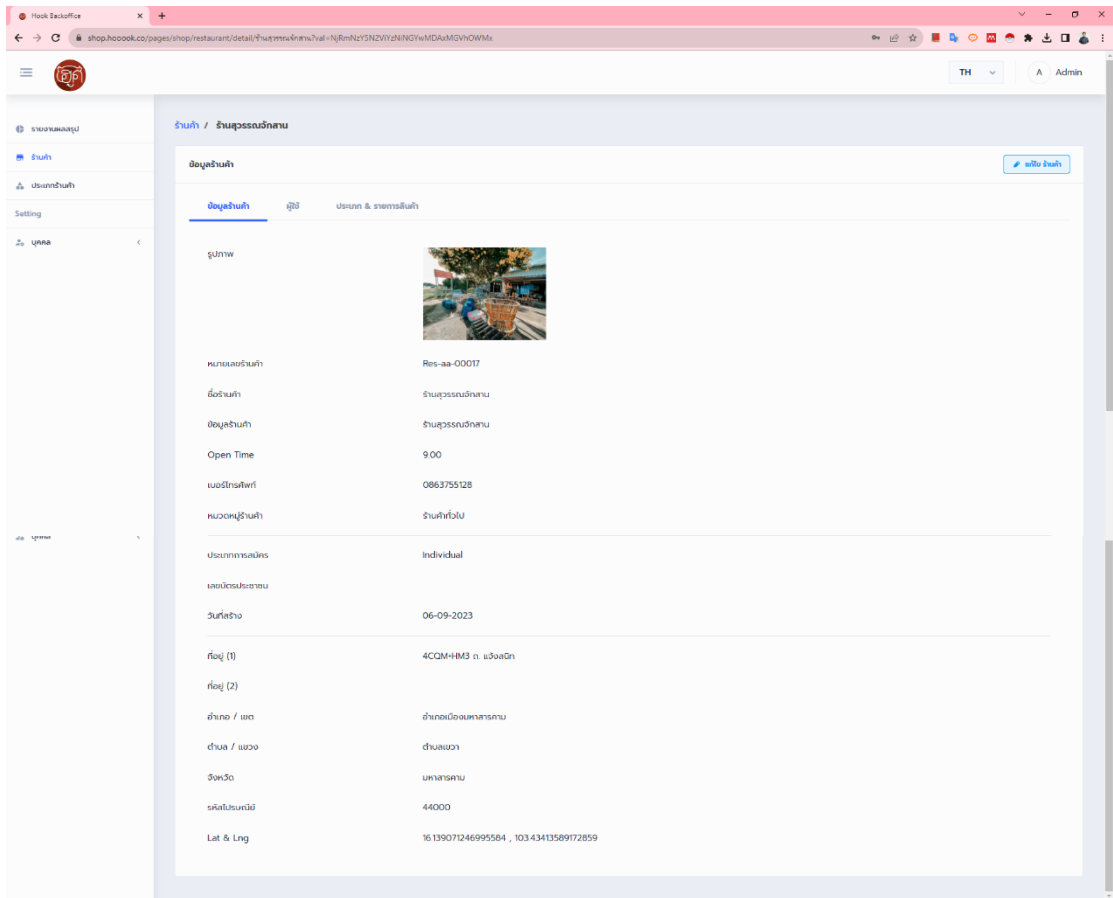 Hook Backoffice
shop.hooook.co/pages/shop/restaurant/detail/ร้านสุวรรณจักสาน?val=NjRmNzY5N2ViYzNiNGYwMDAxMGVhOWMx
TH
A Admin
รายงานผลสรุป
ร้านค้า
ประเภทร้านค้า
Setting
บุคคล
ร้านค้า / ร้านสุวรรณจักสาน
ข้อมูลร้านค้า
แก้ไข ร้านค้า
ข้อมูลร้านค้า ผู้ใช้ ประเภท & รายการสินค้า
รูปภาพ
หมายเลขร้านค้า Res-aa-00017
ชื่อร้านค้า ร้านสุวรรณจักสาน
ข้อมูลร้านค้า ร้านสุวรรณจักสาน
Open Time 9.00
เบอร์โทรศัพท์ 0863755128
หมวดหมู่ร้านค้า ร้านค้าทั่วไป
บุคคล
ประเภทการสมัคร Individual
เลขบัตรประชาชน
วันที่สร้าง 06-09-2023
ที่อยู่ (1) 4CQM+HM3 ถ. แจ้งสนิท
ที่อยู่ (2)
อำเภอ / เขต อำเภอเมืองมหาสารคาม
ตำบล / แขวง ตำบลเขวา
จังหวัด มหาสารคาม
รหัสไปรษณีย์ 44000
Lat & Lng 16.139071246995584 , 103.43413589172859